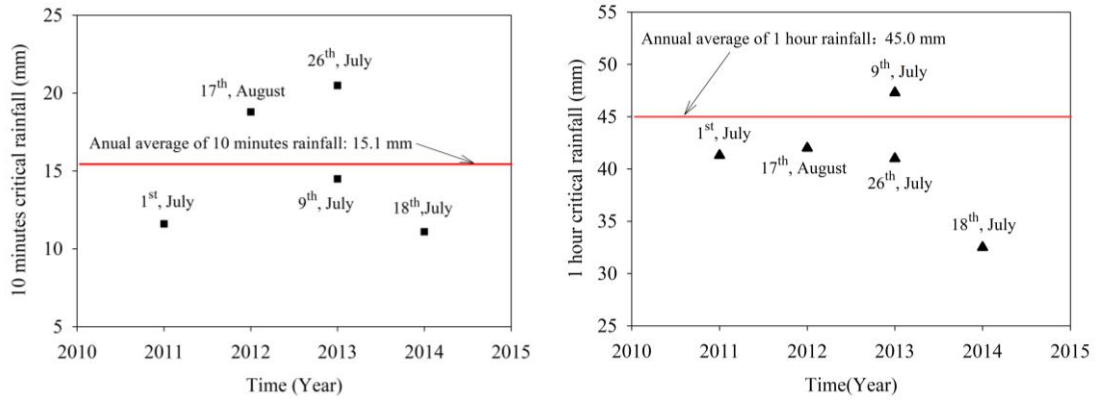 25
20
15
10
5
10 minutes critical rainfall (mm)
26th, July
17th, August
Anual average of 10 minutes rainfall: 15.1 mm
1st, July
9th, July
18th,July
2010 2011 2012 2013 2014 2015
Time (Year)
55
50
45
40
35
30
25
1 hour critical rainfall (mm)
Annual average of 1 hour rainfall: 45.0 mm
9th, July
1st, July
17th, August
26th, July
18th, July
2010 2011 2012 2013 2014 2015
Time(Year)